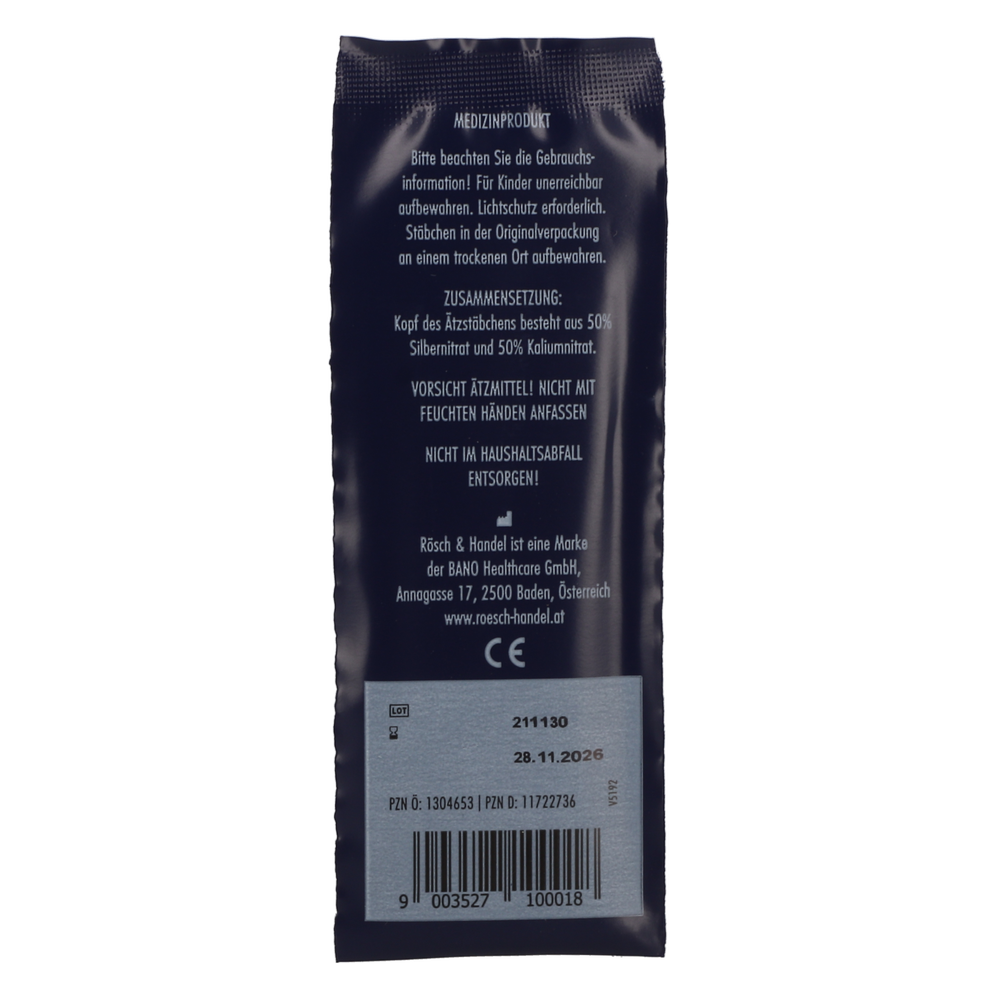 MEDIZINPRODUKT
Bitte beachten Sie die Gebrauchs-
information! Für Kinder unerreichbar
aufbewahren. Lichtschutz erforderlich.
Stäbchen in der Originalverpackung
an einem trockenen Ort aufbewahren.
ZUSAMMENSETZUNG:
Kopf des Ätzstäbchens besteht aus 50%
Silbernitrat und 50% Kaliumnitrat.
VORSICHT ÄTZMITTEL! NICHT MIT
FEUCHTEN HÄNDEN ANFASSEN
NICHT IM HAUSHALTSABFALL
ENTSORGEN!
Rösch & Handel ist eine Marke
der BANO Healthcare GmbH,
Annagasse 17, 2500 Baden, Österreich
www.roesch-handel.at
CE
LOT 211130
28.11.2026
V5192
PZN Ö: 1304653 | PZN D: 11722736
9 003527 100018